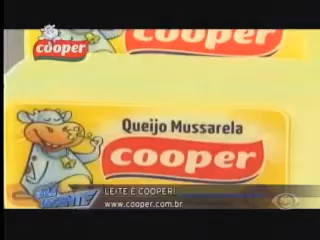 cooper
cooper
Queijo Mussarela
cooper
LEITE É COOPER!
www.cooper.com.br